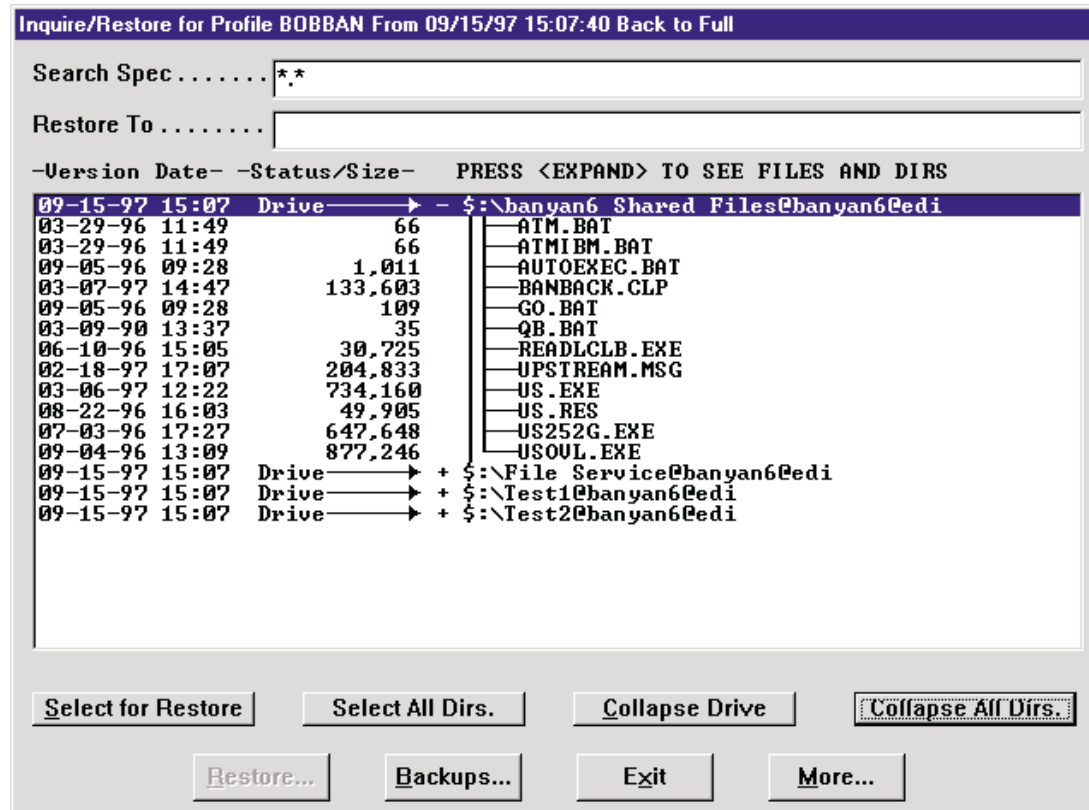 Inquire/Restore for Profile BOBBAN From 09/15/97 15:07:40 Back to Full
Search Spec . . . . . . . *.*
Restore To . . . . . . . .
-Version Date- -Status/Size- PRESS <EXPAND> TO SEE FILES AND DIRS
09-15-97 15:07 Drive - $:\banyan6 Shared Files@banyan6@edi
03-29-96 11:49 66 ATM.BAT
03-29-96 11:49 66 ATMIBM.BAT
09-05-96 09:28 1,011 AUTOEXEC.BAT
03-07-97 14:47 133,603 BANBACK.CLP
09-05-96 09:28 109 GO.BAT
03-09-90 13:37 35 QB.BAT
06-10-96 15:05 30,725 READLCLB.EXE
02-18-97 17:07 204,833 UPSTREAM.MSG
03-06-97 12:22 734,160 US.EXE
08-22-96 16:03 49,905 US.RES
07-03-96 17:27 647,648 US252G.EXE
09-04-96 13:09 877,246 USOVL.EXE
09-15-97 15:07 Drive + $:\File Service@banyan6@edi
09-15-97 15:07 Drive + $:\Test1@banyan6@edi
09-15-97 15:07 Drive + $:\Test2@banyan6@edi
Select for Restore Select All Dirs. Collapse Drive Collapse All Dirs.
Restore... Backups... Exit More...